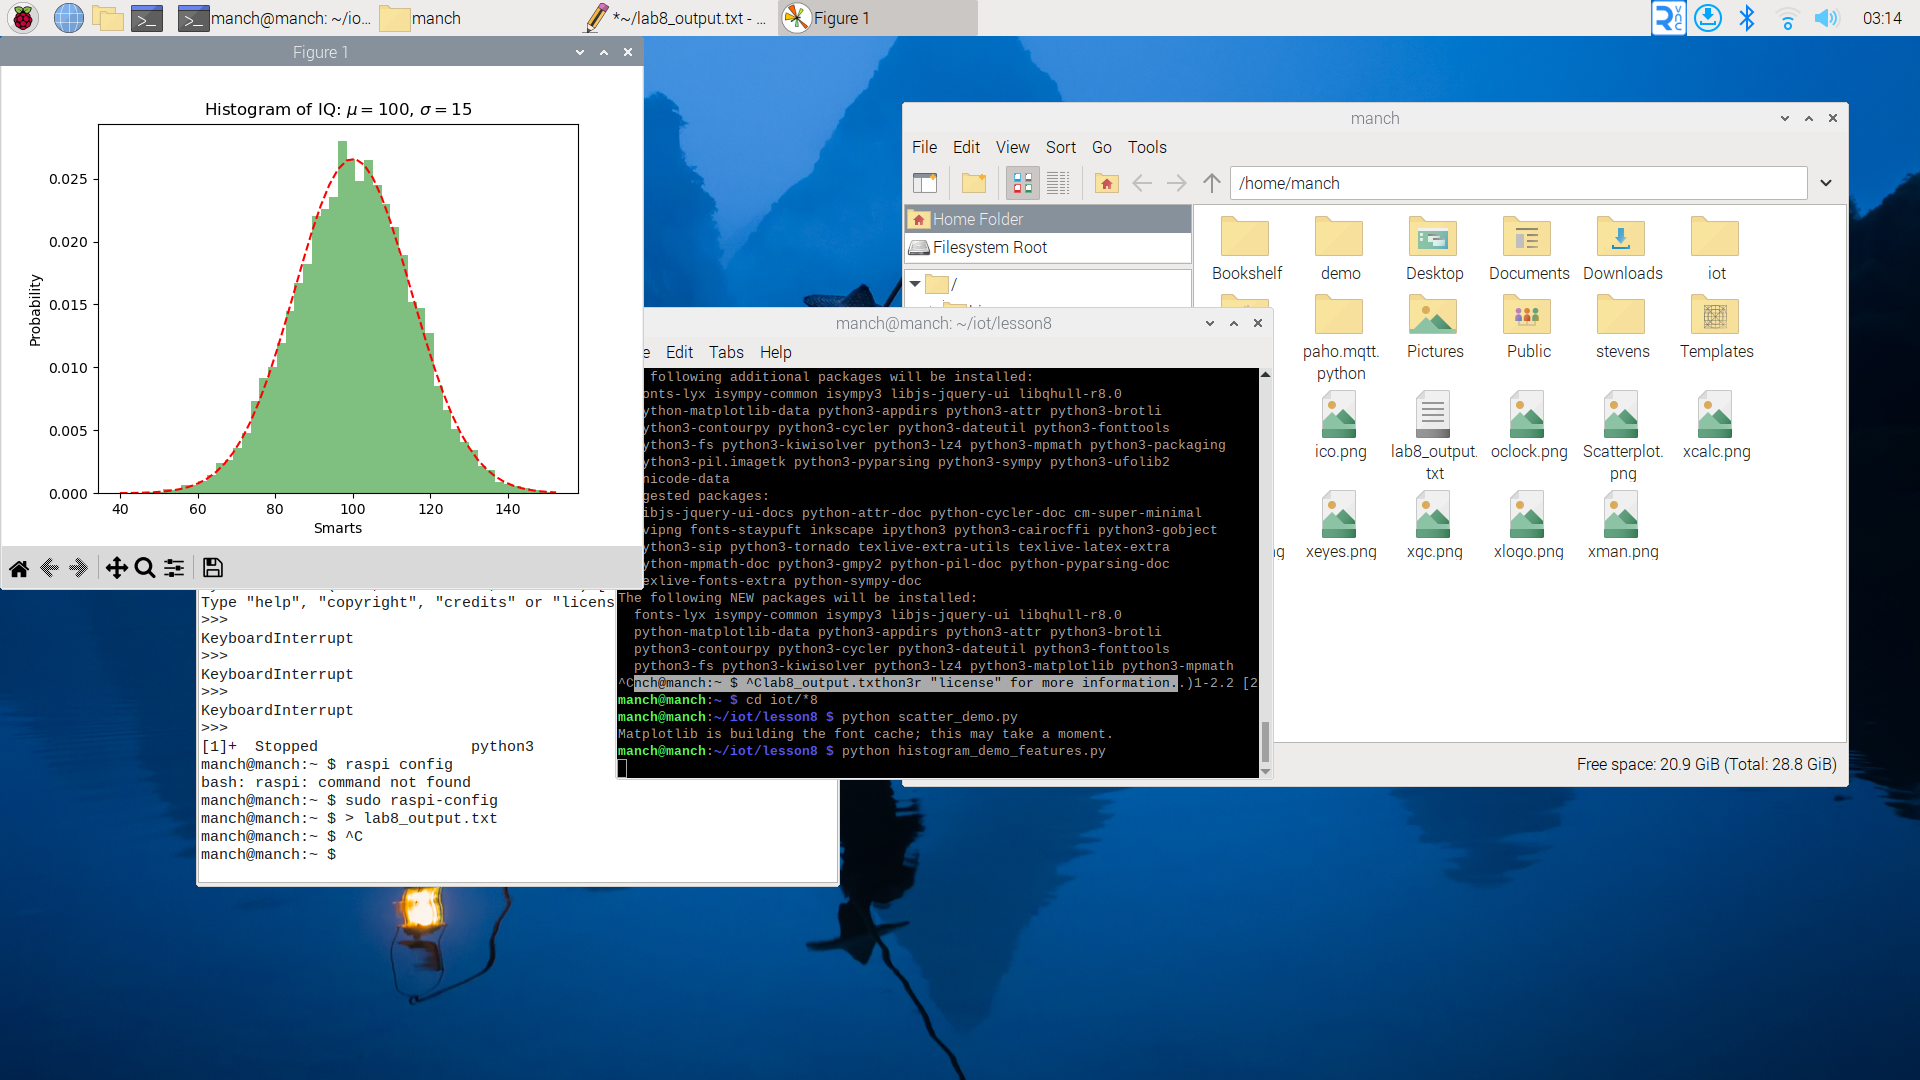 manch@manch: ~/io...
manch
*~/lab8_output.txt - ...
Figure 1
03:14
Figure 1
Histogram of IQ: μ = 100, σ = 15
0.025
0.020
0.015
0.010
0.005
0.000
Probability
40 60 80 100 120 140
Smarts
manch
File Edit View Sort Go Tools
/home/manch
Home Folder
Filesystem Root
/
Bookshelf demo Desktop Documents Downloads iot
paho.mqtt.
python
Pictures Public stevens Templates
ico.png
lab8_output.
txt
oclock.png
Scatterplot.
png
xcalc.png
xeyes.png xgc.png xlogo.png xman.png
Free space: 20.9 GiB (Total: 28.8 GiB)
manch@manch: ~/iot/lesson8
Edit Tabs Help
following additional packages will be installed:
onts-lyx isympy-common isympy3 libjs-jquery-ui libqhull-r8.0
ython-matplotlib-data python3-appdirs python3-attr python3-brotli
ython3-contourpy python3-cycler python3-dateutil python3-fonttools
ython3-fs python3-kiwisolver python3-lz4 python3-mpmath python3-packaging
ython3-pil.imagetk python3-pyparsing python3-sympy python3-ufolib2
nicode-data
gested packages:
ibjs-jquery-ui-docs python-attr-doc python-cycler-doc cm-super-minimal
vipng fonts-staypuft inkscape ipython3 python3-cairocffi python3-gobject
ython3-sip python3-tornado texlive-extra-utils texlive-latex-extra
ython-mpmath-doc python3-gmpy2 python-pil-doc python-pyparsing-doc
exlive-fonts-extra python-sympy-doc
The following NEW packages will be installed:
fonts-lyx isympy-common isympy3 libjs-jquery-ui libqhull-r8.0
python-matplotlib-data python3-appdirs python3-attr python3-brotli
python3-contourpy python3-cycler python3-dateutil python3-fonttools
python3-fs python3-kiwisolver python3-lz4 python3-matplotlib python3-mpmath
^Cnch@manch:~ $ ^Clab8_output.txthon3r "license" for more information..)1-2.2 [2
manch@manch:~ $ cd iot/*8
manch@manch:~/iot/lesson8 $ python scatter_demo.py
Matplotlib is building the font cache; this may take a moment.
manch@manch:~/iot/lesson8 $ python histogram_demo_features.py
Type "help", "copyright", "credits" or "licens
>>>
KeyboardInterrupt
>>>
KeyboardInterrupt
>>>
KeyboardInterrupt
>>>
[1]+ Stopped python3
manch@manch:~ $ raspi config
bash: raspi: command not found
manch@manch:~ $ sudo raspi-config
manch@manch:~ $ > lab8_output.txt
manch@manch:~ $ ^C
manch@manch:~ $